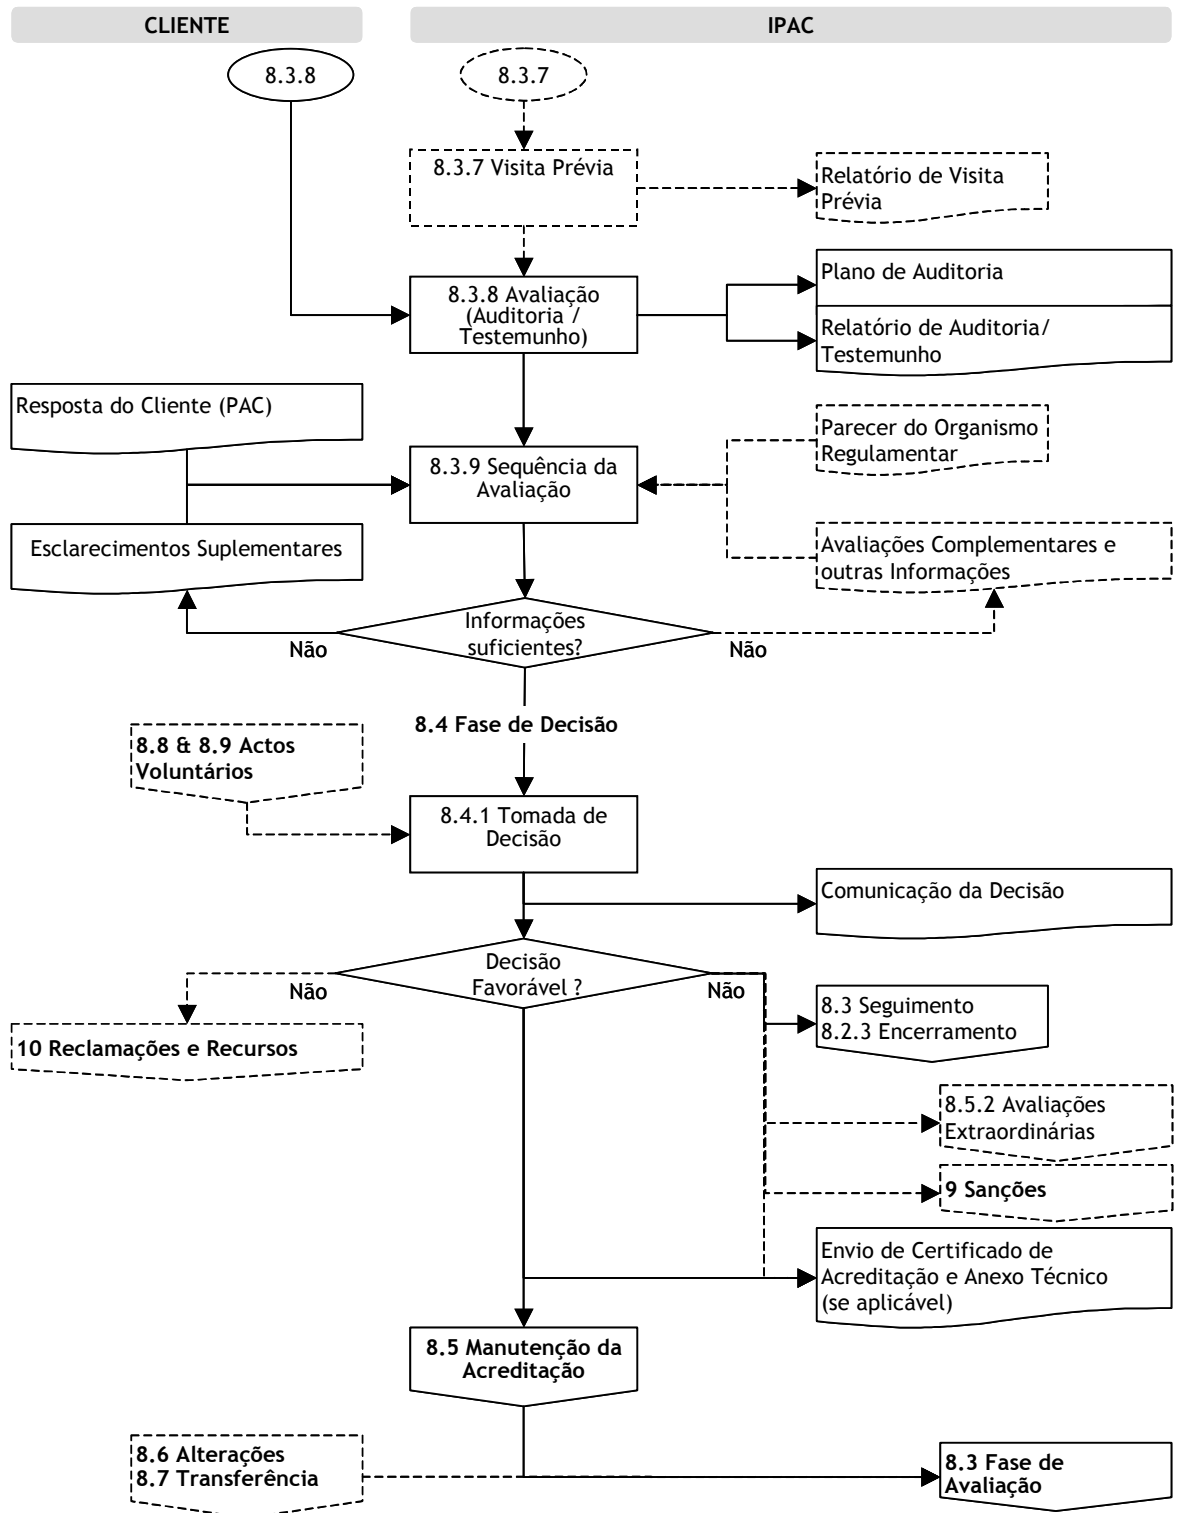 CLIENTE
IPAC
8.3.8
8.3.7
8.3.7 Visita Prévia
Relatório de Visita
Prévia
8.3.8 Avaliação
(Auditoria /
Testemunho)
Plano de Auditoria
Relatório de Auditoria/
Testemunho
Resposta do Cliente (PAC)
Parecer do Organismo
Regulamentar
8.3.9 Sequência da
Avaliação
Esclarecimentos Suplementares
Avaliações Complementares e
outras Informações
Informações
suficientes?
Não
Não
8.4 Fase de Decisão
8.8 & 8.9 Actos
Voluntários
8.4.1 Tomada de
Decisão
Comunicação da Decisão
Decisão
Favorável ?
Não
Não
8.3 Seguimento
8.2.3 Encerramento
10 Reclamações e Recursos
8.5.2 Avaliações
Extraordinárias
9 Sanções
Envio de Certificado de
Acreditação e Anexo Técnico
(se aplicável)
8.5 Manutenção da
Acreditação
8.6 Alterações
8.7 Transferência
8.3 Fase de
Avaliação